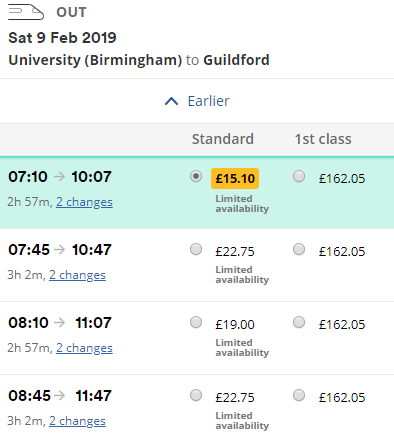 OUT
Sat 9 Feb 2019
University (Birmingham) to Guildford
Earlier
Standard 1st class
07:10 → 10:07 £15.10 £162.05
2h 57m, 2 changes Limited
availability
07:45 → 10:47 £22.75 £162.05
3h 2m, 2 changes Limited
availability
08:10 → 11:07 £19.00 £162.05
2h 57m, 2 changes Limited
availability
08:45 → 11:47 £22.75 £162.05
3h 2m, 2 changes Limited
availability